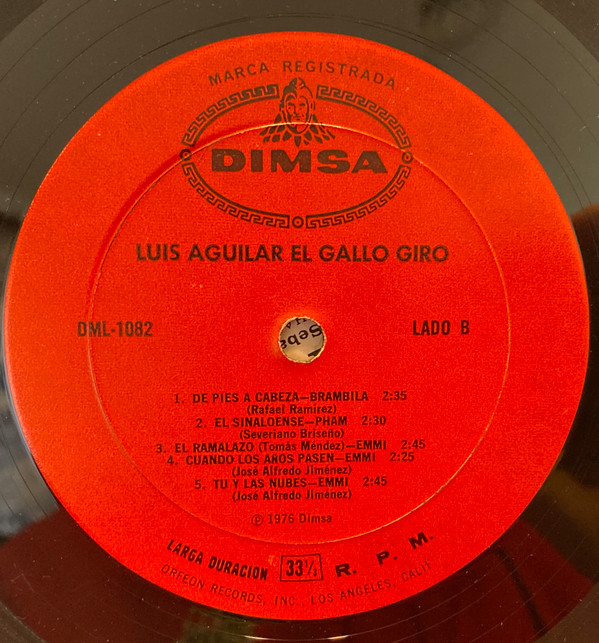 MARCA REGISTRADA
DIMSA
LUIS AGUILAR EL GALLO GIRO
DML-1082
LADO B
1. DE PIES A CABEZA—BRAMBILA 2:35
(Rafael Ramirez)
2. EL SINALOENSE—PHAM 2:30
(Severiano Briseño)
3. EL RAMALAZO (Tomás Méndez)—EMMI 2:45
4. CUANDO LOS AÑOS PASEN—EMMI 2:25
(José Alfredo Jiménez)
5. TU Y LAS NUBES—EMMI 2:45
(José Alfredo Jiménez)
℗ 1976 Dimsa
LARGA DURACION 33⅓ R. P. M.
ORFEON RECORDS, INC., LOS ANGELES, CALIF.